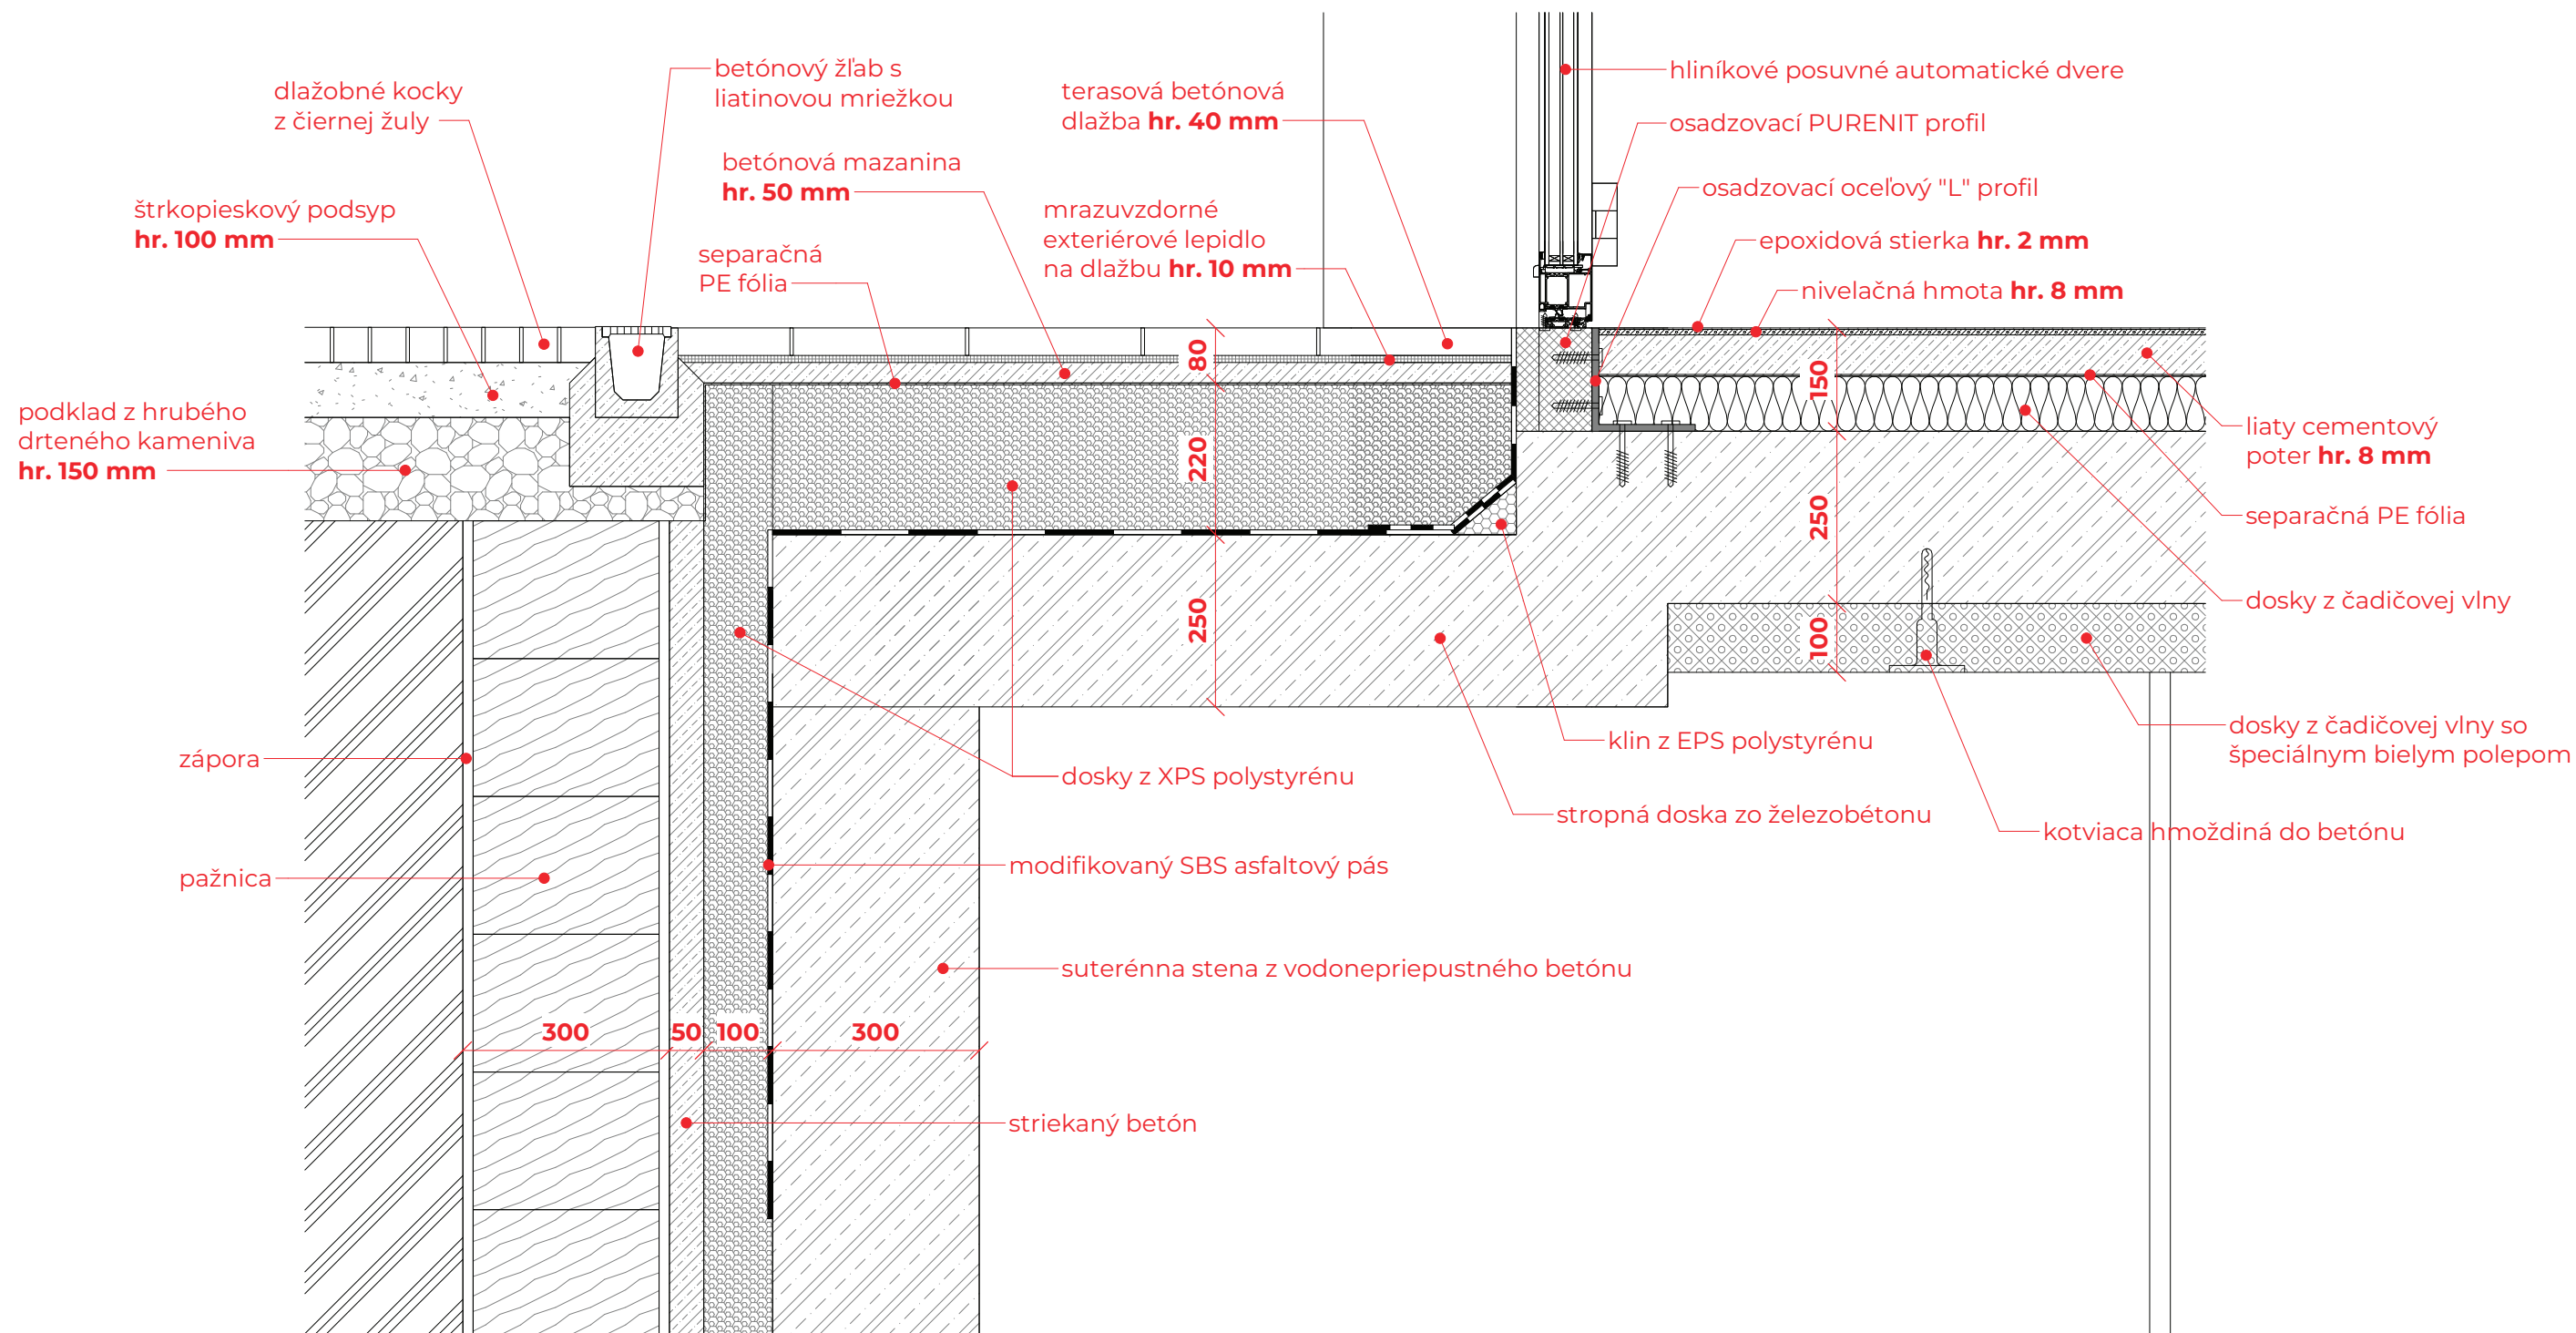 betónový žľab s
liatinovou mriežkou
hliníkové posuvné automatické dvere
dlažobné kocky
z čiernej žuly
terasová betónová
dlažba hr. 40 mm
osadzovací PURENIT profil
betónová mazanina
hr. 50 mm
osadzovací oceľový "L" profil
štrkopieskový podsyp
hr. 100 mm
mrazuvzdorné
exteriérové lepidlo
na dlažbu hr. 10 mm
epoxidová stierka hr. 2 mm
separačná
PE fólia
nivelačná hmota hr. 8 mm
80
150
podklad z hrubého
drteného kameniva
hr. 150 mm
220
liaty cementový
poter hr. 8 mm
250
separačná PE fólia
250
dosky z čadičovej vlny
100
zápora
klin z EPS polystyrénu
dosky z čadičovej vlny so
špeciálnym bielym polepom
dosky z XPS polystyrénu
stropná doska zo železobétonu
kotviaca hmoždiná do betónu
pažnica
modifikovaný SBS asfaltový pás
suterénna stena z vodonepriepustného betónu
300
50
100
300
striekaný betón